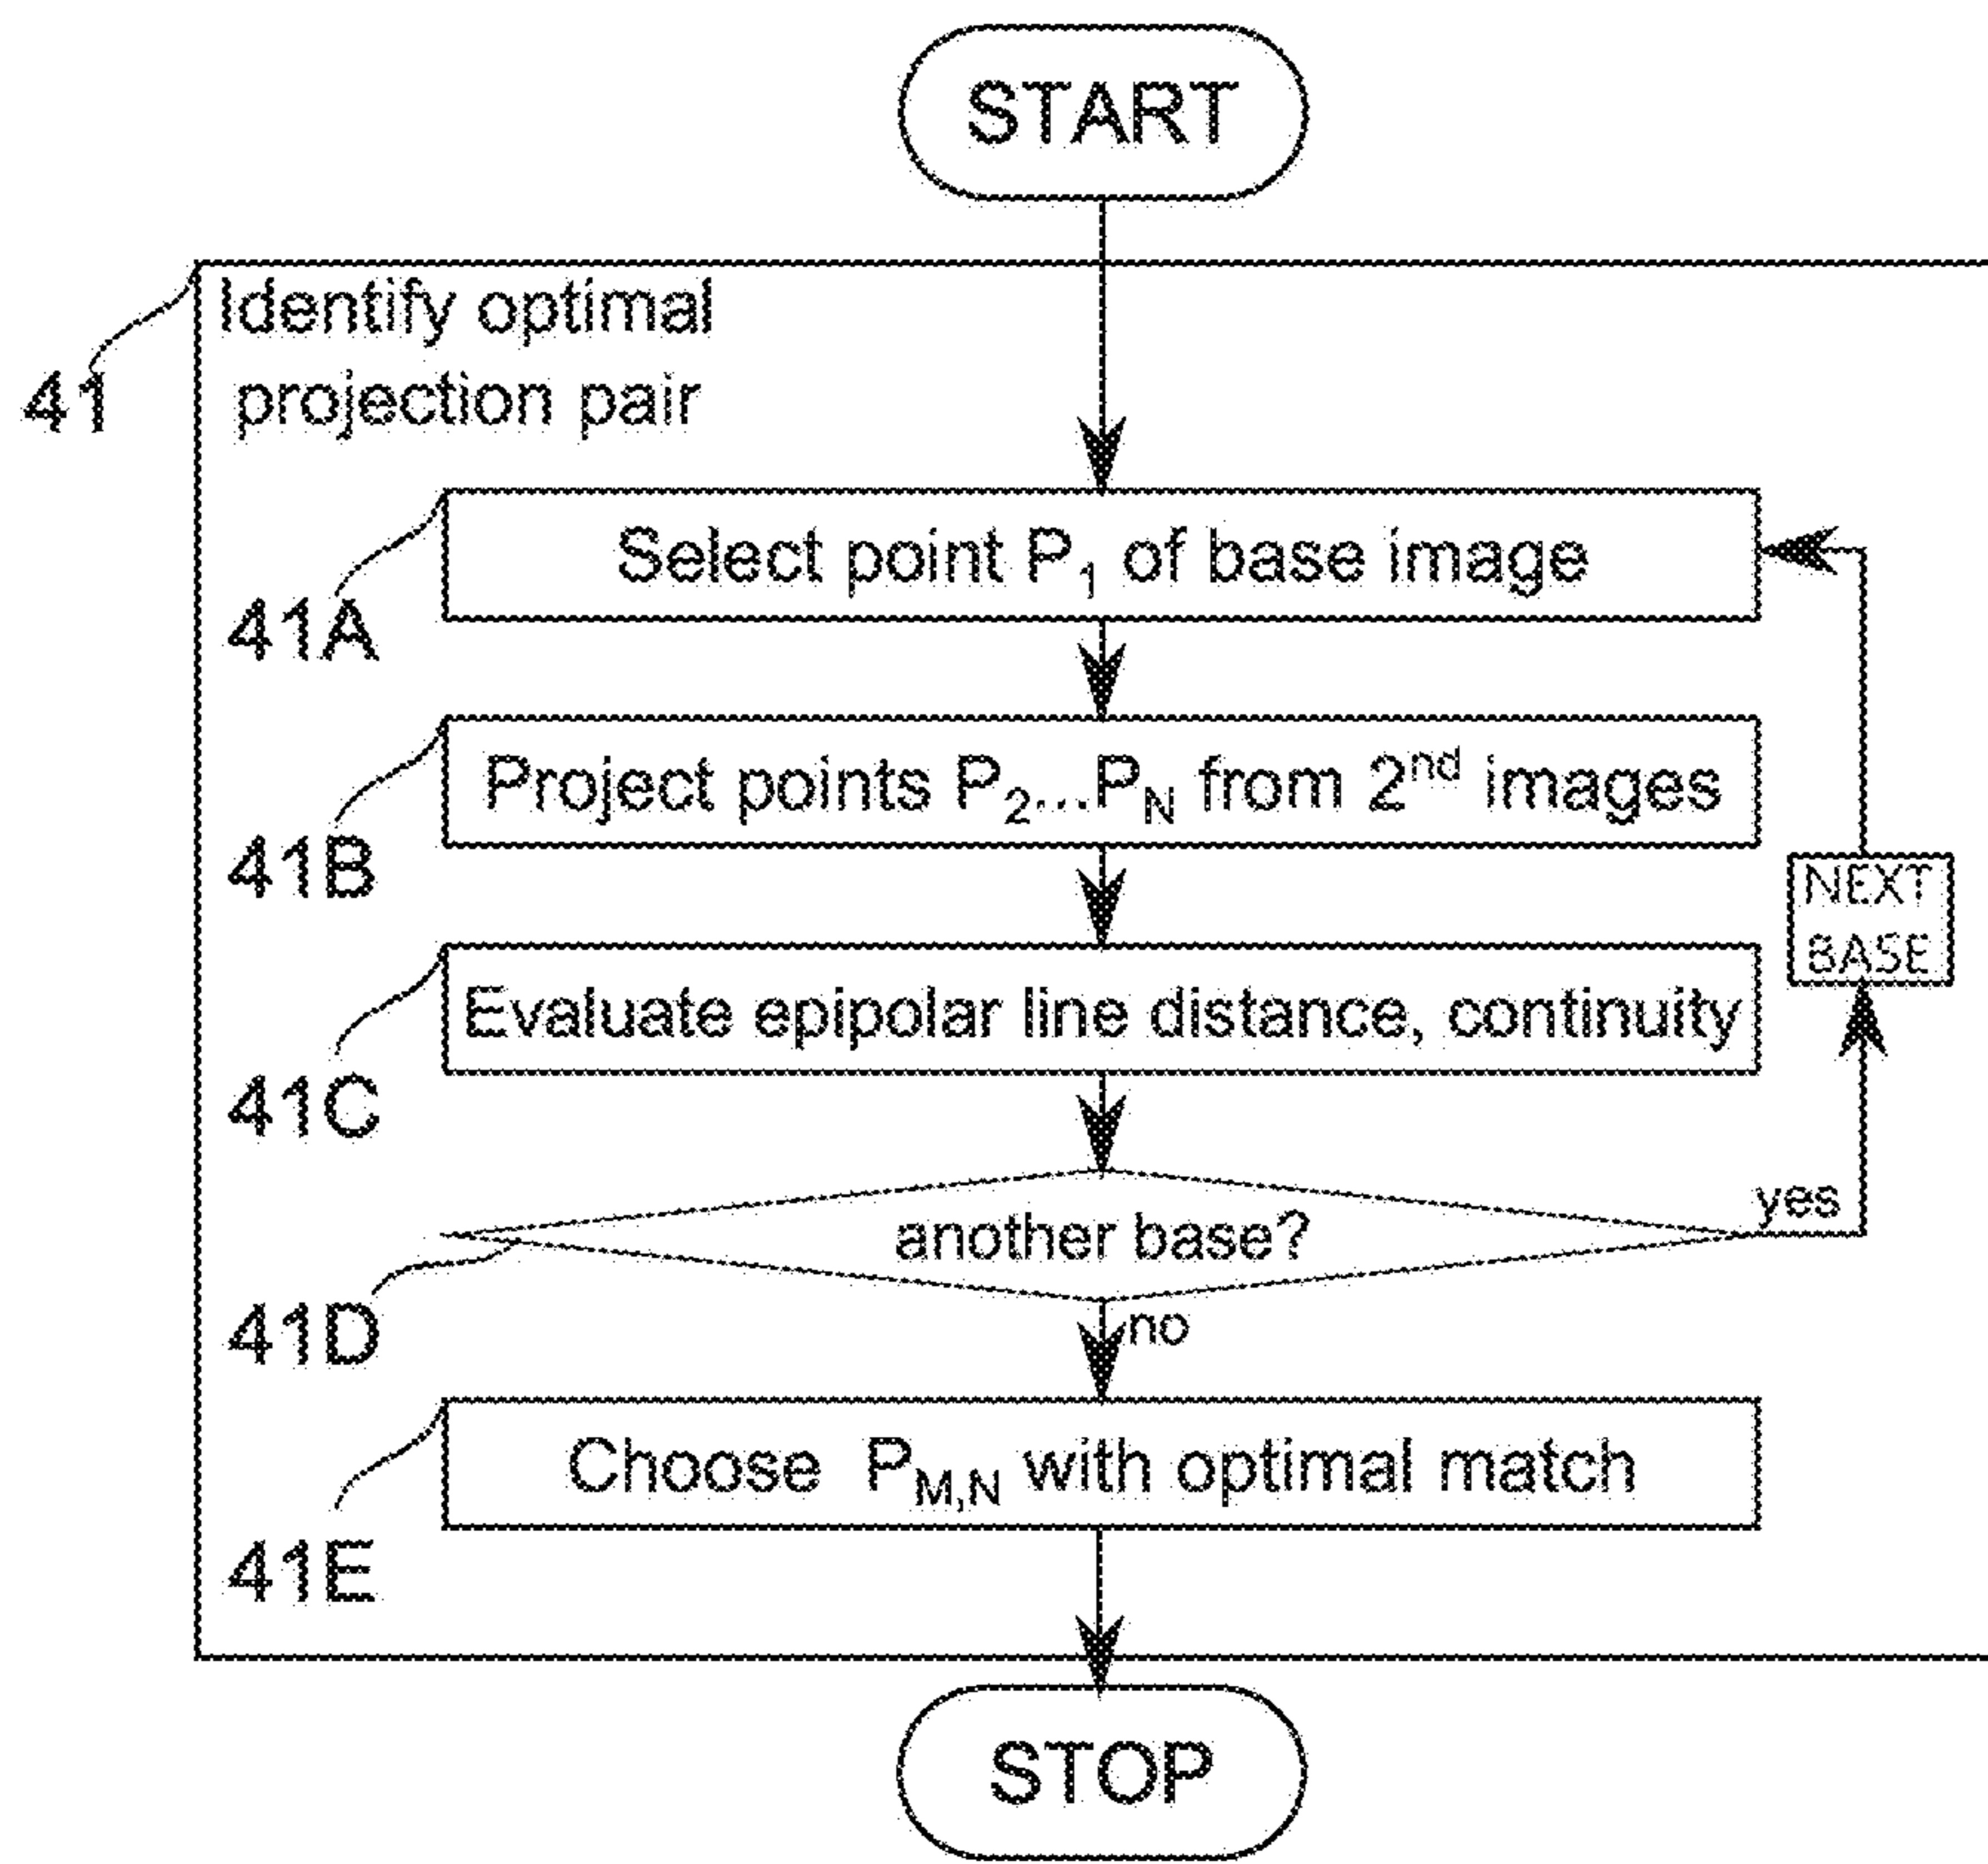 START
Identify optimal
projection pair
41
Select point P₁ of base image
41A
Project points P₂...P_N from 2ⁿᵈ images
41B
NEXT
BASE
Evaluate epipolar line distance, continuity
41C
yes
another base?
41D
no
Choose P_M,N with optimal match
41E
STOP